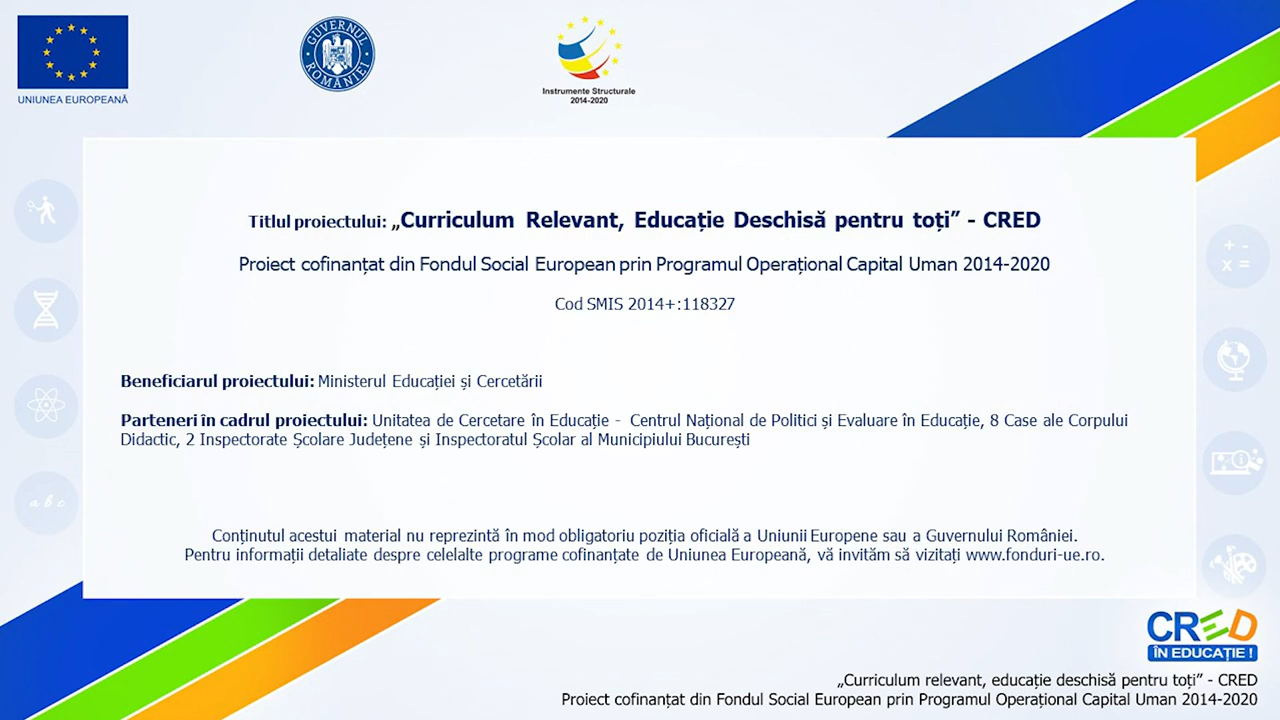 UNIUNEA EUROPEANĂ
GUVERNUL ROMÂNIEI
Instrumente Structurale
2014-2020
Titlul proiectului: „Curriculum Relevant, Educație Deschisă pentru toți” - CRED
Proiect cofinanțat din Fondul Social European prin Programul Operațional Capital Uman 2014-2020
Cod SMIS 2014+:118327
Beneficiarul proiectului: Ministerul Educației și Cercetării
Parteneri în cadrul proiectului: Unitatea de Cercetare în Educație - Centrul Național de Politici și Evaluare în Educație, 8 Case ale Corpului
Didactic, 2 Inspectorate Școlare Județene și Inspectoratul Școlar al Municipiului București
Conținutul acestui material nu reprezintă în mod obligatoriu poziția oficială a Uniunii Europene sau a Guvernului României.
Pentru informații detaliate despre celelalte programe cofinanțate de Uniunea Europeană, vă invităm să vizitați www.fonduri-ue.ro.
+ -
x =
a b c
CRED
ÎN EDUCAȚIE !
„Curriculum relevant, educație deschisă pentru toți” - CRED
Proiect cofinanțat din Fondul Social European prin Programul Operațional Capital Uman 2014-2020